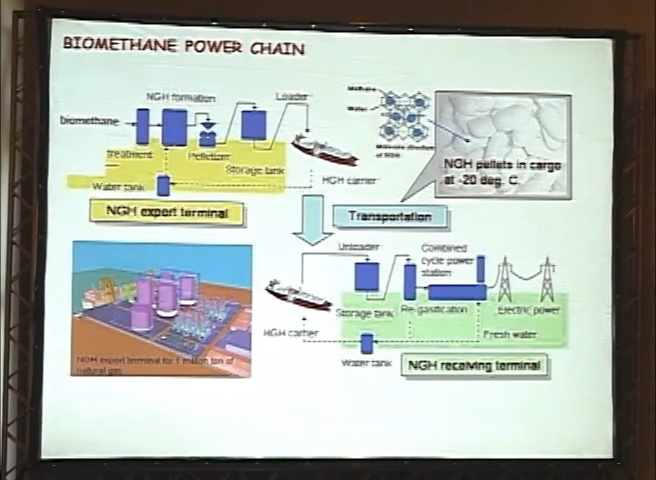 BIOMETHANE POWER CHAIN
NGH formation
Loader
Methane
Water
biomethane
Molecule structure
of NGH
treatment
Pelletizer
Storage tank
NGH pellets in cargo
at -20 deg. C.
Water tank
NGH carrier
NGH export terminal
Transportation
Unloader
Combined
cycle power
station
Storage tank
Re-gasification
Electric power
NGH carrier
Fresh water
Water tank
NGH receiving terminal
NGH export terminal for 1 million ton of
natural gas